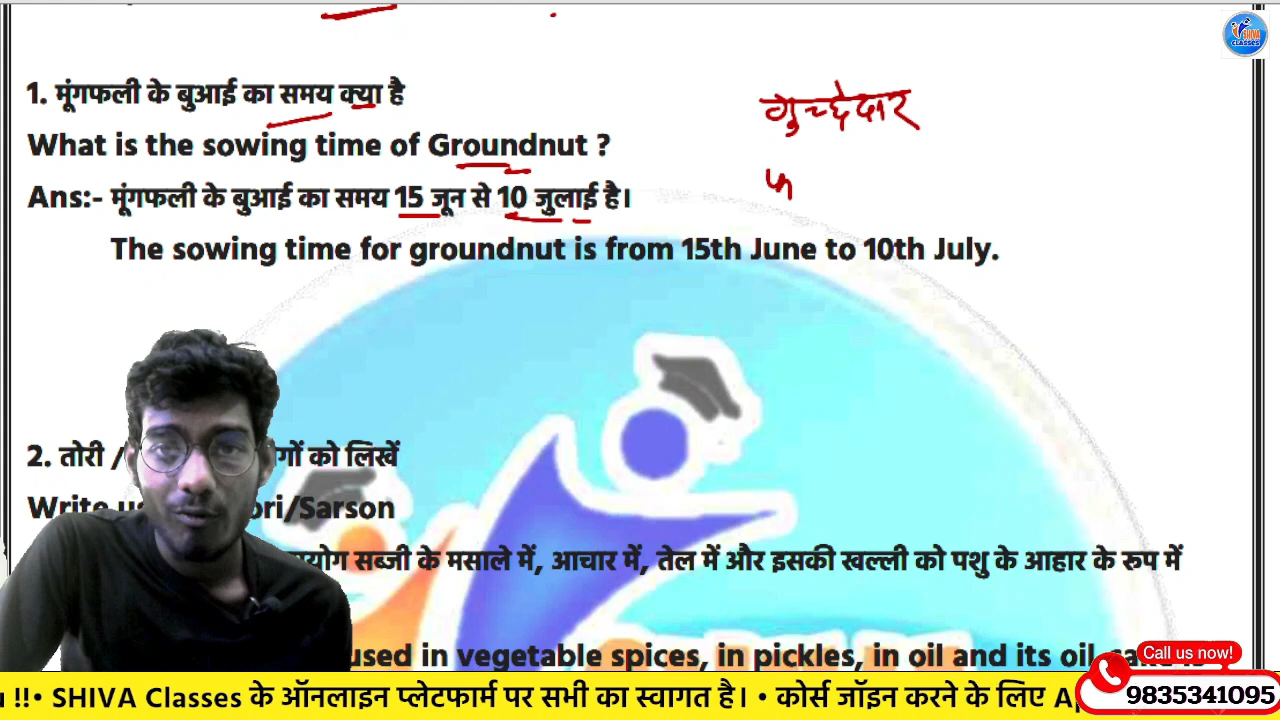 SHIVA
CLASSES
1. मूंगफली के बुआई का समय क्या है
गुच्छेदार
What is the sowing time of Groundnut ?
फ
Ans:- मूंगफली के बुआई का समय 15 जून से 10 जुलाई है।
The sowing time for groundnut is from 15th June to 10th July.
2. तोरी / को लिखें
Write /Sarson
सब्जी के मसाले में, आचार में, तेल में और इसकी खल्ली को पशु के आहार के रूप में
used in vegetable spices, in pickles, in oil and its oil
Call us now!
!!• SHIVA Classes के ऑनलाइन प्लेटफार्म पर सभी का स्वागत है। • कोर्स जॉइन करने के लिए
9835341095